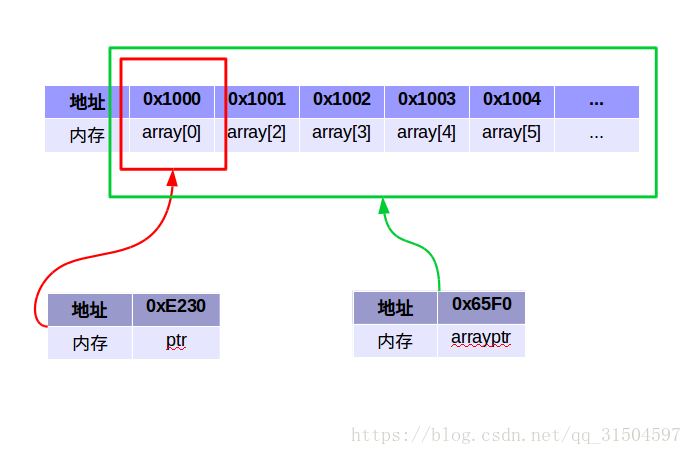 地址 0x1000 0x1001 0x1002 0x1003 0x1004 ...
内存 array[0] array[2] array[3] array[4] array[5] ...
地址 0xE230
内存 ptr
地址 0x65F0
内存 arrayptr
https://blog.csdn.net/qq_31504597